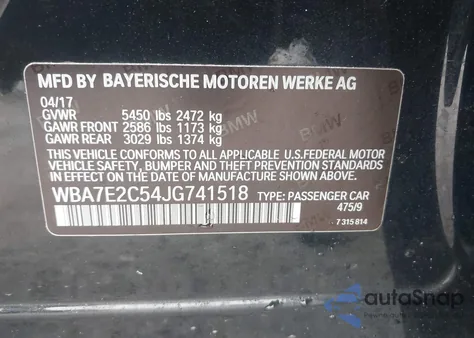 MFD BY BAYERISCHE MOTOREN WERKE AG
04/17
GVWR 5450 lbs 2472 kg
GAWR FRONT 2586 lbs 1173 kg
GAWR REAR 3029 lbs 1374 kg
THIS VEHICLE CONFORMS TO ALL APPLICABLE U.S.FEDERAL MOTOR
VEHICLE SAFETY, BUMPER AND THEFT PREVENTION STANDARDS
IN EFFECT ON THE DATE OF MANUFACTURE SHOWN ABOVE.
WBA7E2C54JG741518 TYPE: PASSENGER CAR
475/9
7 315 814
autoSnap